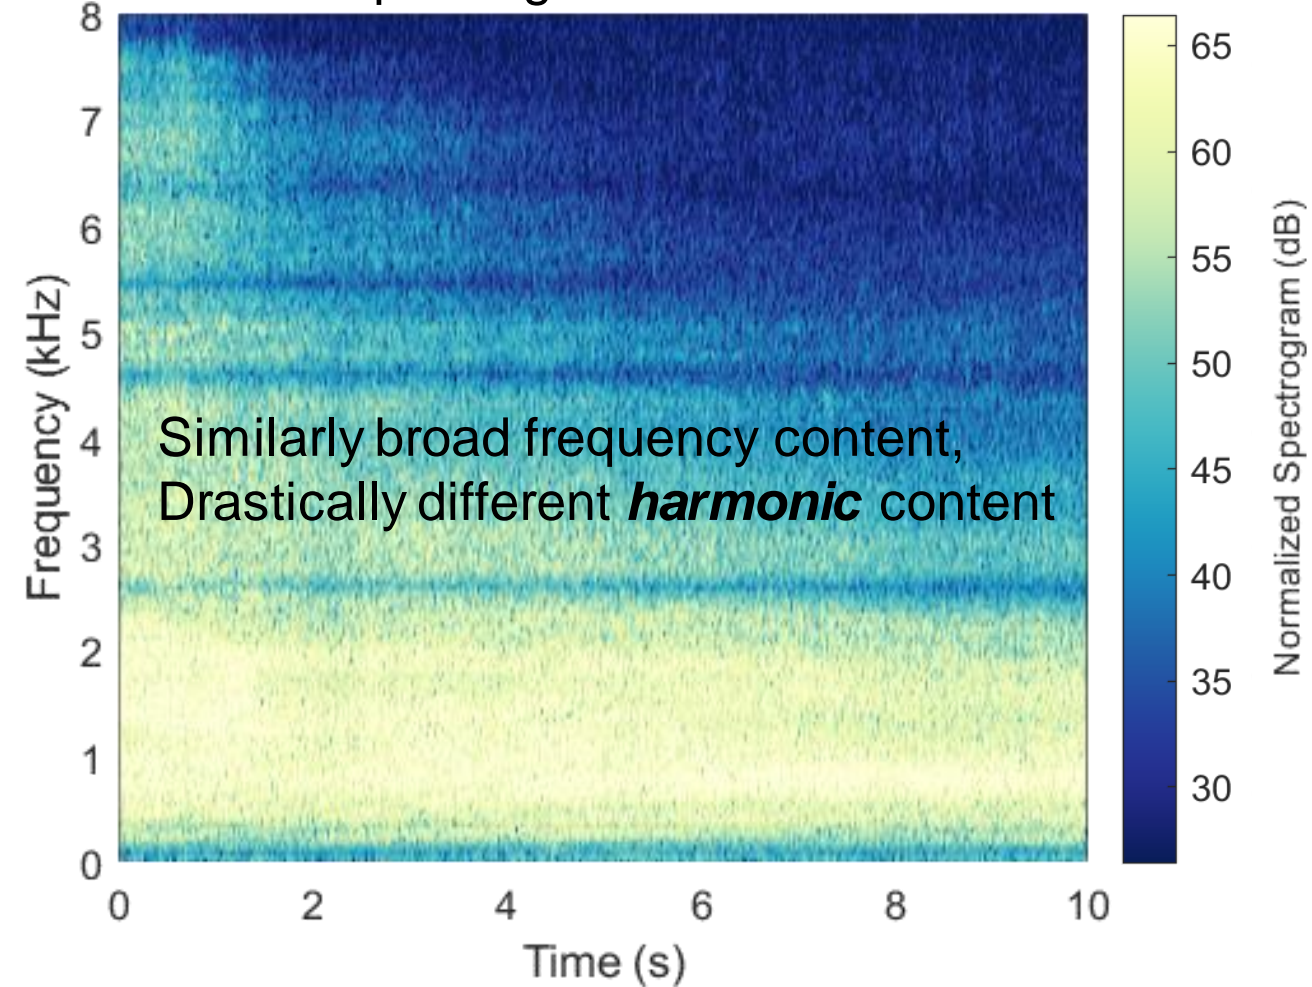 8
7
6
5
4
3
2
1
0
Frequency (kHz)
Similarly broad frequency content,
Drastically different harmonic content
0 2 4 6 8 10
Time (s)
65
60
55
50
45
40
35
30
Normalized Spectrogram (dB)